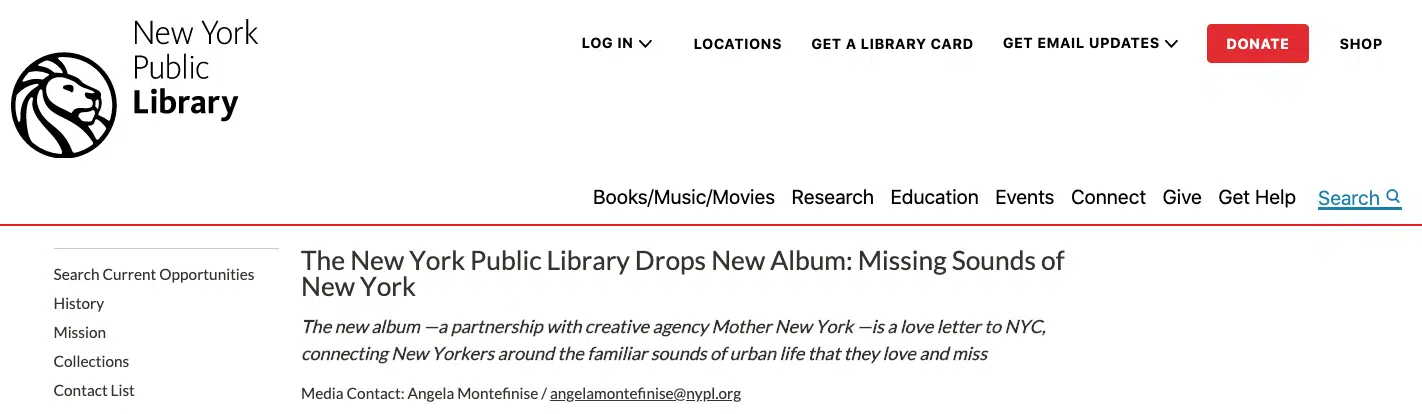 New York
Public
Library
LOG IN
LOCATIONS
GET A LIBRARY CARD
GET EMAIL UPDATES
DONATE
SHOP
Books/Music/Movies
Research
Education
Events
Connect
Give
Get Help
Search
Search Current Opportunities
History
Mission
Collections
Contact List
The New York Public Library Drops New Album: Missing Sounds of
New York
The new album —a partnership with creative agency Mother New York —is a love letter to NYC,
connecting New Yorkers around the familiar sounds of urban life that they love and miss
Media Contact: Angela Montefinise / angelamontefinise@nypl.org